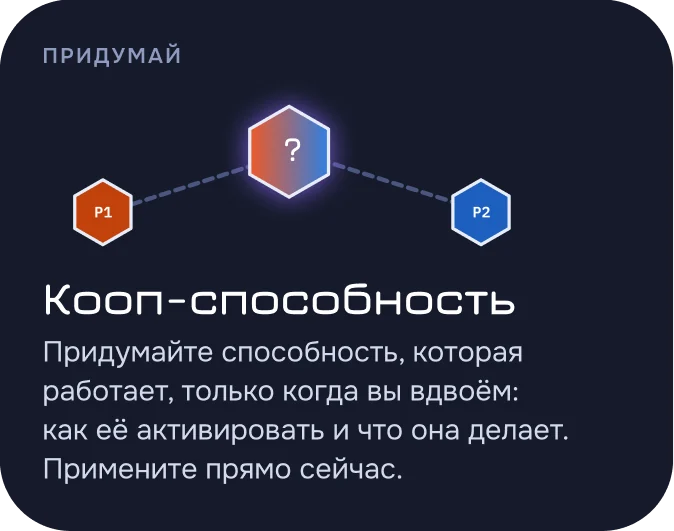 ПРИДУМАЙ
?
P1
P2
Кооп-способность
Придумайте способность, которая
работает, только когда вы вдвоём:
как её активировать и что она делает.
Примените прямо сейчас.